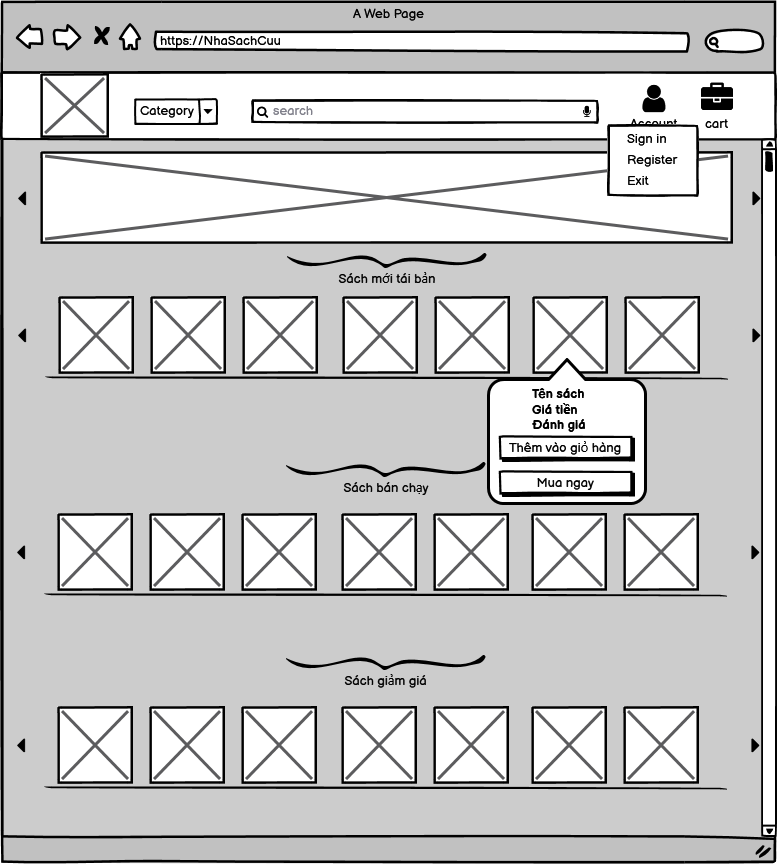 A Web Page
https://NhaSachCuu
Category
search
Account
cart
Sign in
Register
Exit
Sách mới tái bản
Tên sách
Giá tiền
Đánh giá
Thêm vào giỏ hàng
Mua ngay
Sách bán chạy
Sách giảm giá